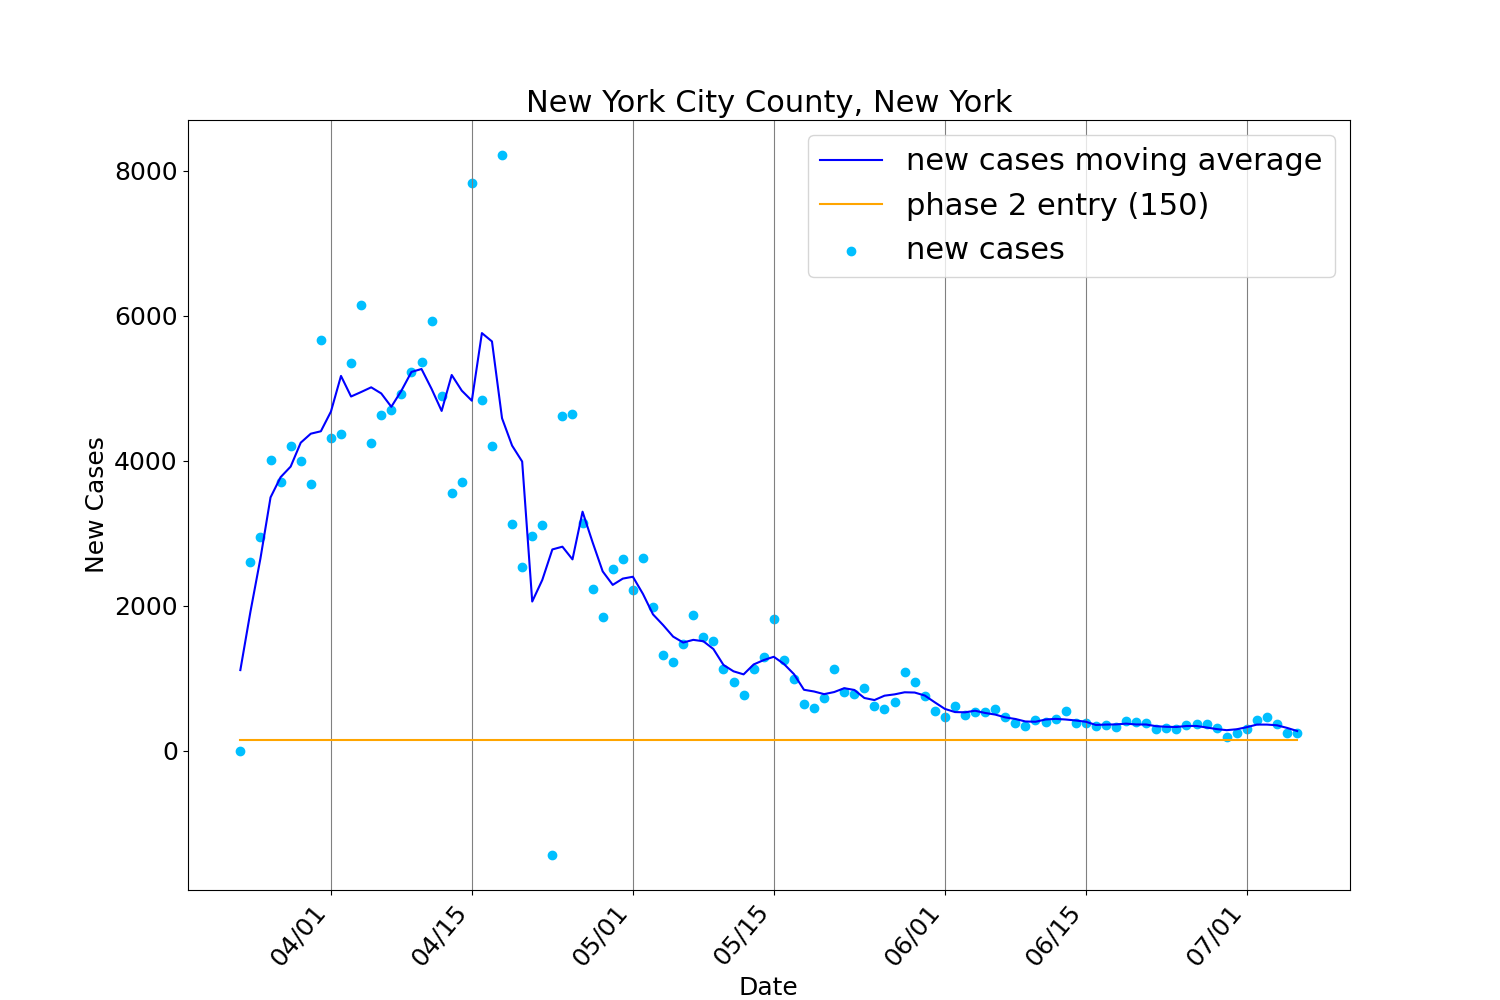 New York City County, New York
new cases moving average
phase 2 entry (150)
new cases
8000
6000
4000
2000
0
New Cases
04/01
04/15
05/01
05/15
06/01
06/15
07/01
Date